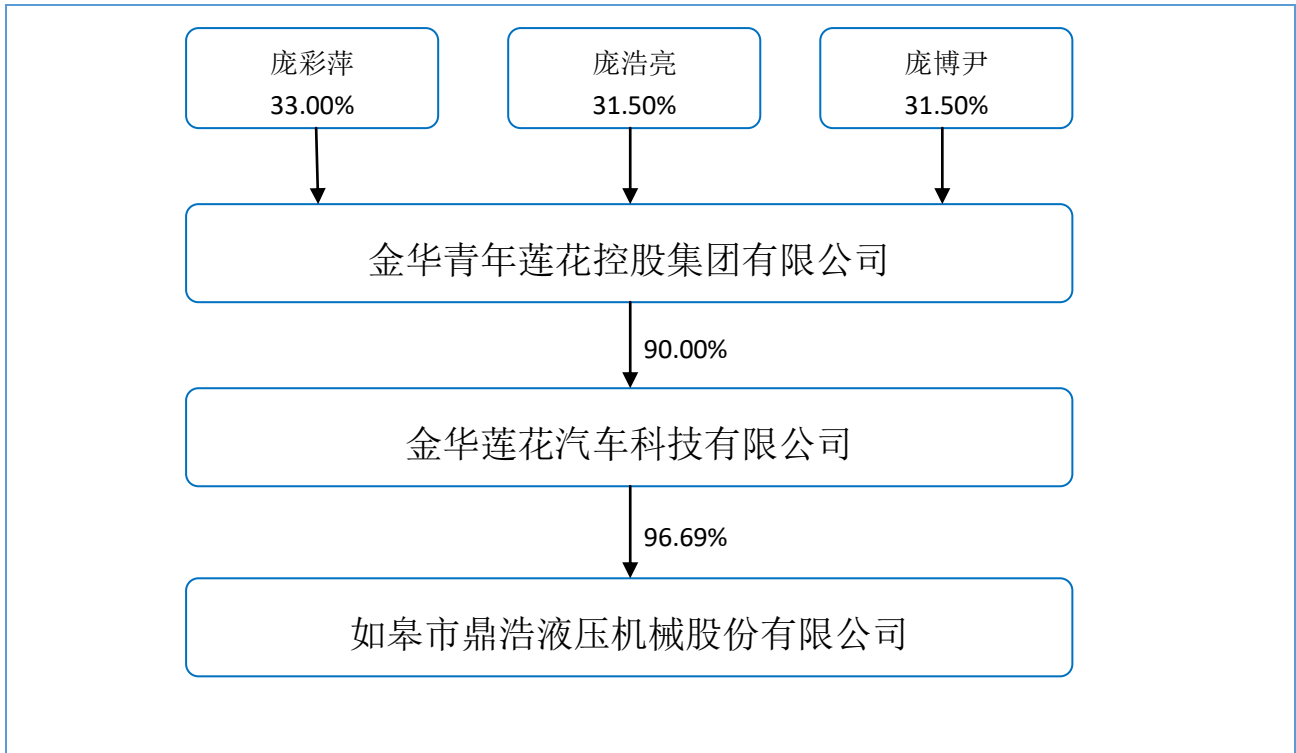 庞彩萍
33.00%
庞浩亮
31.50%
庞博尹
31.50%
金华青年莲花控股集团有限公司
90.00%
金华莲花汽车科技有限公司
96.69%
如皋市鼎浩液压机械股份有限公司